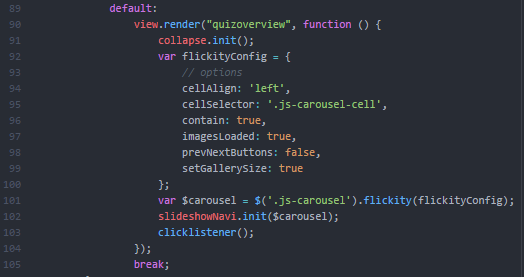 89 default:
90 view.render("quizoverview", function () {
91 collapse.init();
92 var flickityConfig = {
93 // options
94 cellAlign: 'left',
95 cellSelector: '.js-carousel-cell',
96 contain: true,
97 imagesLoaded: true,
98 prevNextButtons: false,
99 setGallerySize: true
100 };
101 var $carousel = $('.js-carousel').flickity(flickityConfig);
102 slideshowNavi.init($carousel);
103 clicklistener();
104 });
105 break;